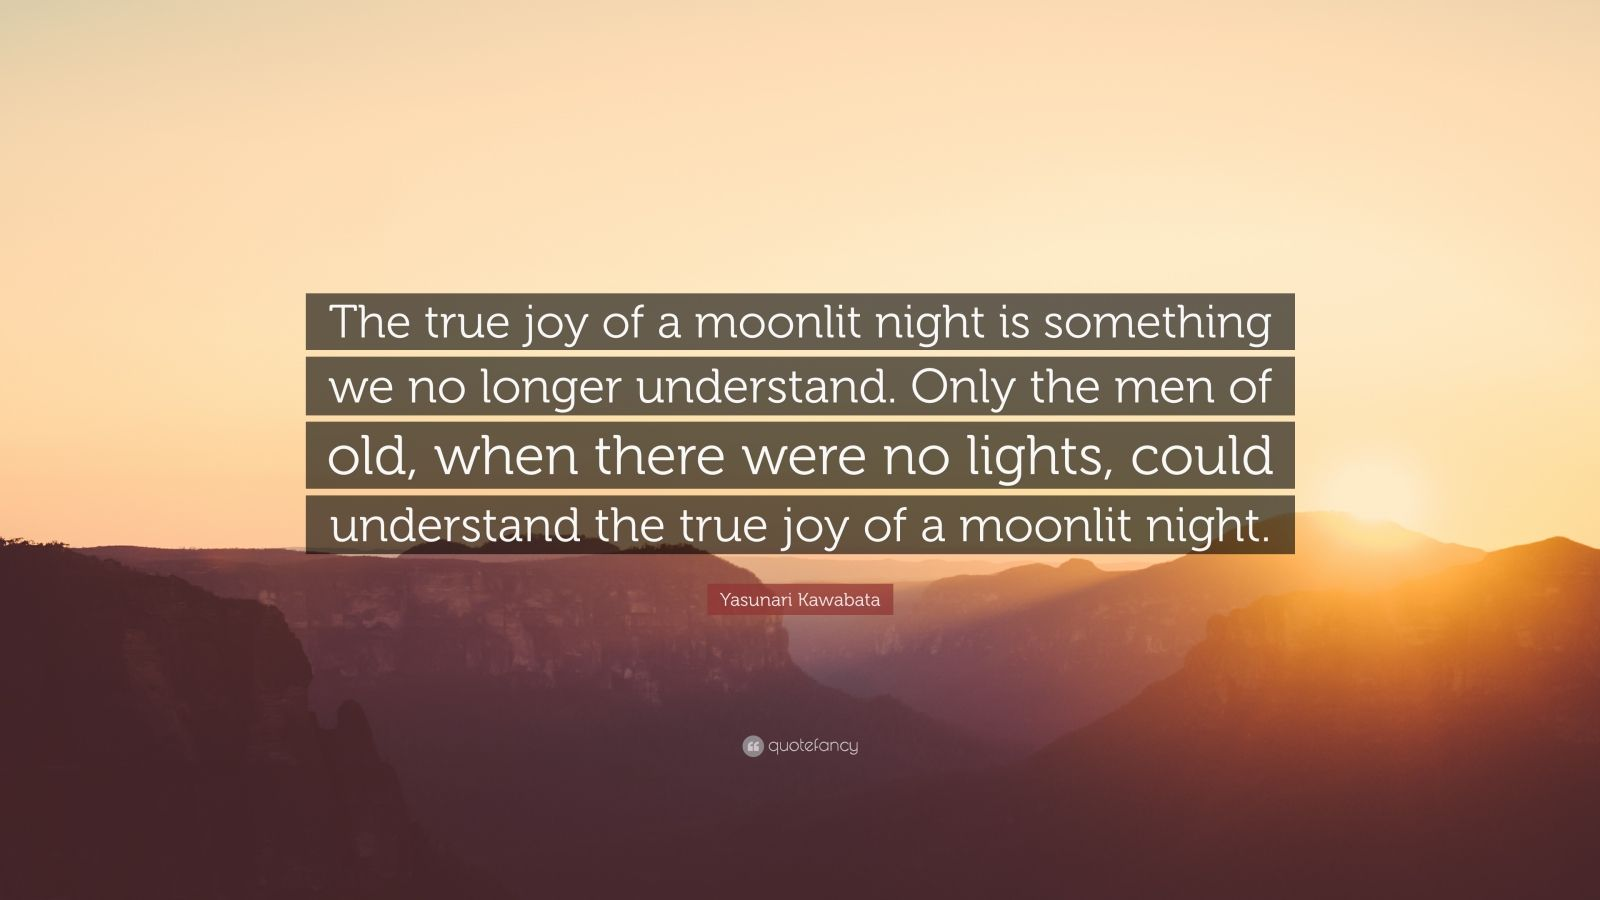 The true joy of a moonlit night is something
we no longer understand. Only the men of
old, when there were no lights, could
understand the true joy of a moonlit night.
Yasunari Kawabata
quotefancy